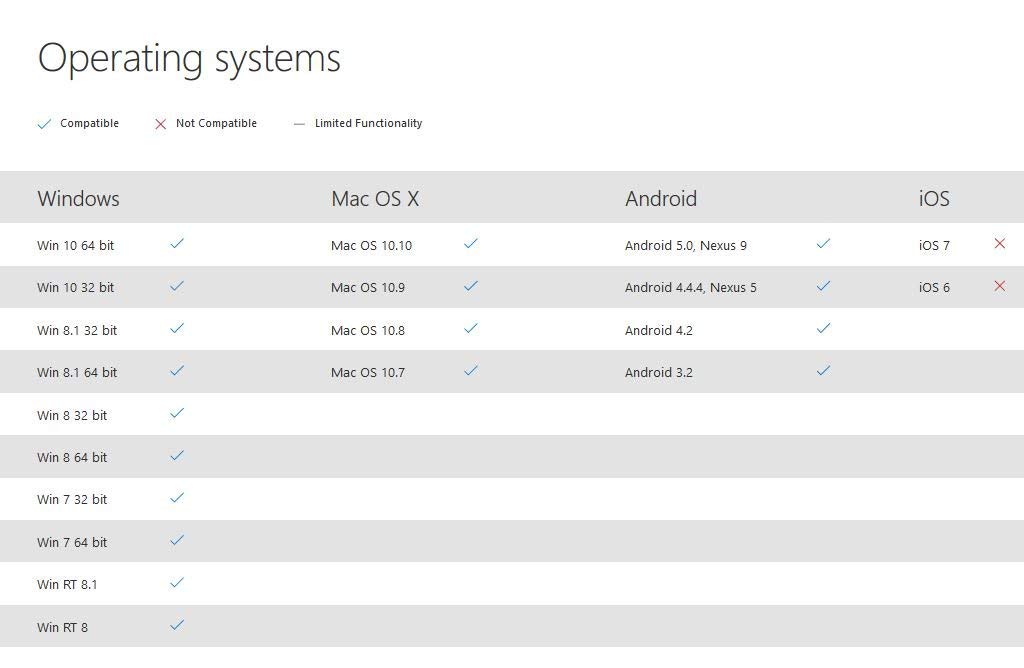 Operating systems
Compatible Not Compatible Limited Functionality
Windows Mac OS X Android iOS
Win 10 64 bit Mac OS 10.10 Android 5.0, Nexus 9 iOS 7
Win 10 32 bit Mac OS 10.9 Android 4.4.4, Nexus 5 iOS 6
Win 8.1 32 bit Mac OS 10.8 Android 4.2
Win 8.1 64 bit Mac OS 10.7 Android 3.2
Win 8 32 bit
Win 8 64 bit
Win 7 32 bit
Win 7 64 bit
Win RT 8.1
Win RT 8